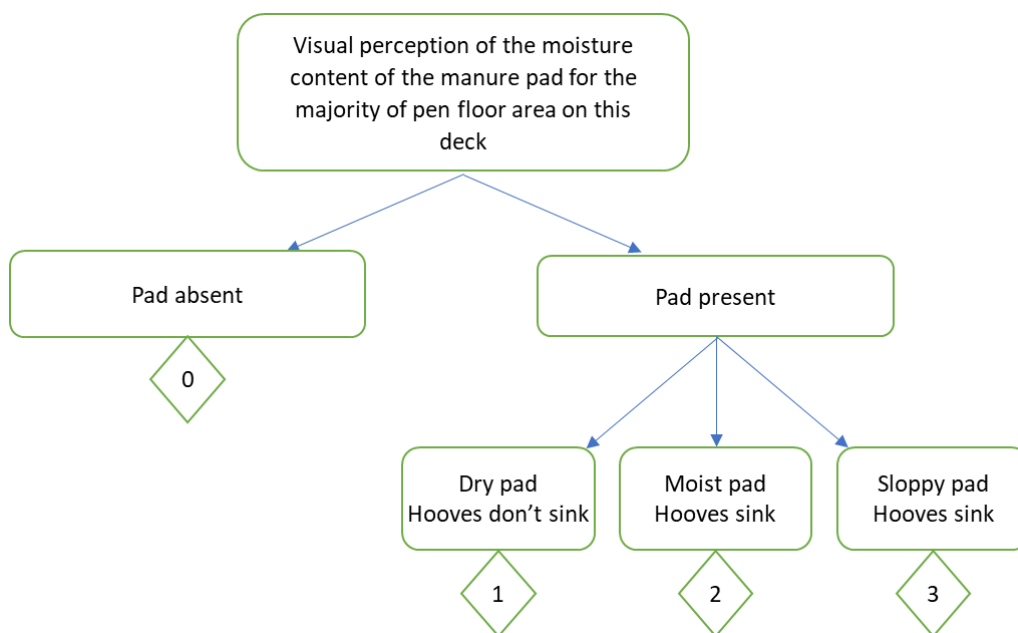 Visual perception of the moisture
content of the manure pad for the
majority of pen floor area on this
deck
Pad absent
Pad present
0
Dry pad
Hooves don’t sink
Moist pad
Hooves sink
Sloppy pad
Hooves sink
1
2
3